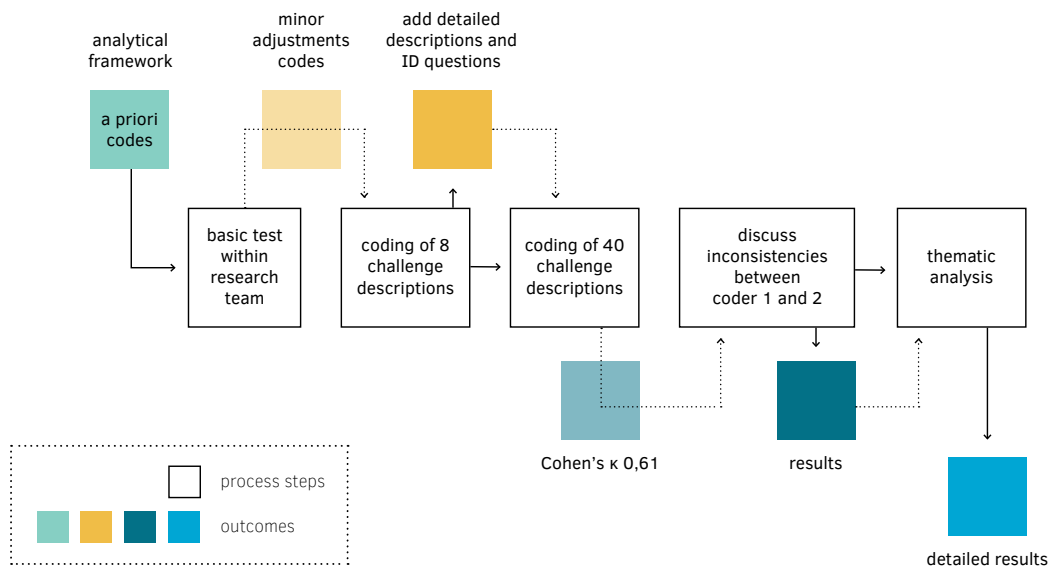 analytical
framework
a priori
codes
minor
adjustments
codes
add detailed
descriptions and
ID questions
basic test
within
research
team
coding of 8
challenge
descriptions
coding of 40
challenge
descriptions
discuss
inconsistencies
between
coder 1 and 2
thematic
analysis
Cohen's κ 0,61
results
detailed results
process steps
outcomes